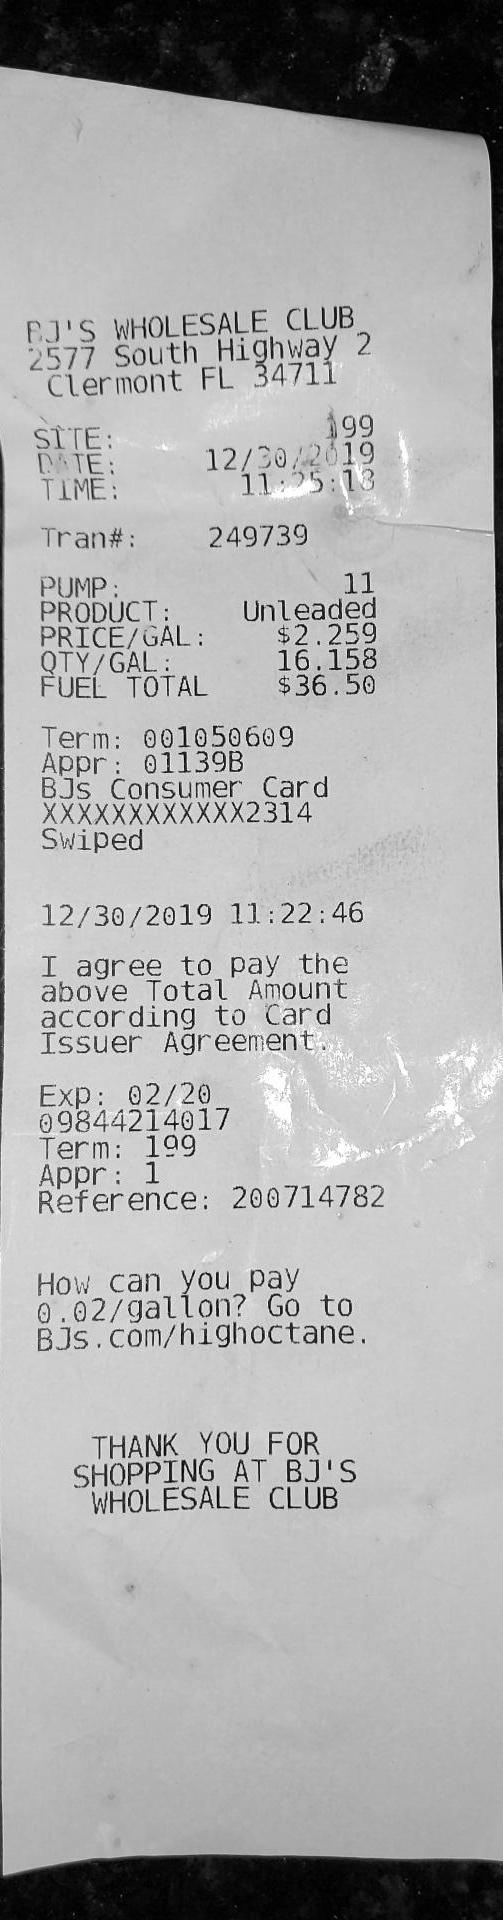 BJ'S WHOLESALE CLUB
2577 South Highway 2
Clermont FL 34711
SITE: 199
DATE: 12/30/2019
TIME: 11:25:18
Tran#: 249739
PUMP: 11
PRODUCT: Unleaded
PRICE/GAL: $2.259
QTY/GAL: 16.158
FUEL TOTAL $36.50
Term: 001050609
Appr: 01139B
BJs Consumer Card
XXXXXXXXXXXX2314
Swiped
12/30/2019 11:22:46
I agree to pay the
above Total Amount
according to Card
Issuer Agreement.
Exp: 02/20
09844214017
Term: 199
Appr: 1
Reference: 200714782
How can you pay
0.02/gallon? Go to
BJs.com/highoctane.
THANK YOU FOR
SHOPPING AT BJ'S
WHOLESALE CLUB